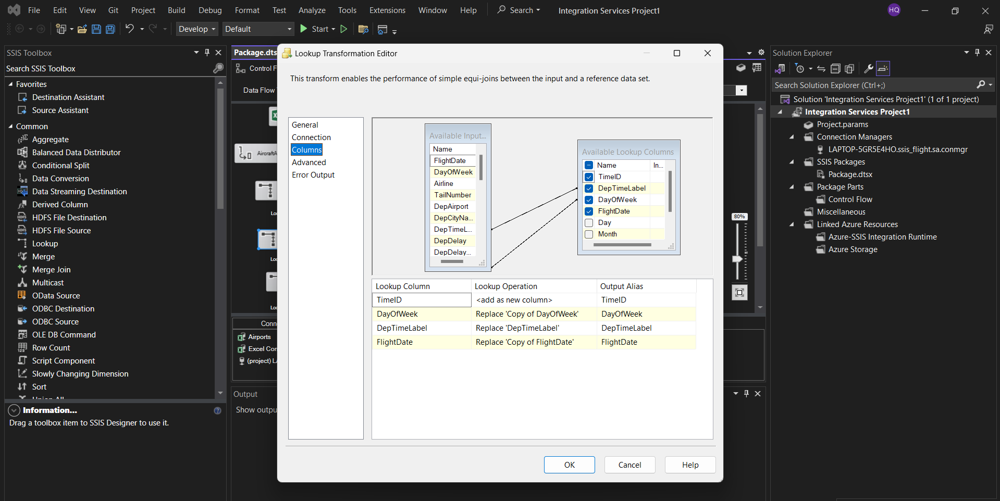 File Edit View Git Project Build Debug Format Test Analyze Tools Extensions Window Help Search Integration Services Project1 HQ
Develop Default Start
SSIS Toolbox
Search SSIS Toolbox
Favorites
Destination Assistant
Source Assistant
Common
Aggregate
Balanced Data Distributor
Conditional Split
Data Conversion
Data Streaming Destination
Derived Column
HDFS File Destination
HDFS File Source
Lookup
Merge
Merge Join
Multicast
OData Source
ODBC Destination
ODBC Source
OLE DB Command
Row Count
Script Component
Slowly Changing Dimension
Sort
Union All
Information...
Drag a toolbox item to SSIS Designer to use it.
Package.dts
Control F
Data Flow
AircraftA
Lo
Lo
Lo
Conn
Airports
Excel Con
(project) LA
Output
Show outpu
80%
Lookup Transformation Editor
This transform enables the performance of simple equi-joins between the input and a reference data set.
General
Connection
Columns
Advanced
Error Output
Available Input...
Name
FlightDate
DayOfWeek
Airline
TailNumber
DepAirport
DepCityNa...
DepTimeL...
DepDelay
DepDelay...
Available Lookup Columns
Name In...
TimeID
DepTimeLabel
DayOfWeek
FlightDate
Day
Month
Lookup Column Lookup Operation Output Alias
TimeID <add as new column> TimeID
DayOfWeek Replace 'Copy of DayOfWeek' DayOfWeek
DepTimeLabel Replace 'DepTimeLabel' DepTimeLabel
FlightDate Replace 'Copy of FlightDate' FlightDate
OK Cancel Help
Solution Explorer
Search Solution Explorer (Ctrl+;)
Solution 'Integration Services Project1' (1 of 1 project)
Integration Services Project1
Project.params
Connection Managers
LAPTOP-5GR5E4HO.ssis_flight.sa.conmgr
SSIS Packages
Package.dtsx
Package Parts
Control Flow
Miscellaneous
Linked Azure Resources
Azure-SSIS Integration Runtime
Azure Storage